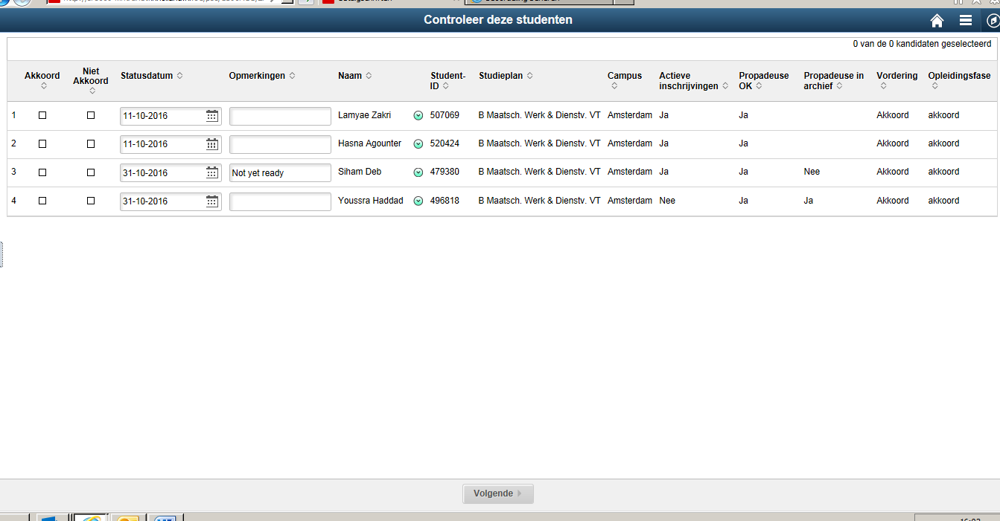 Controleer deze studenten
0 van de 0 kandidaten geselecteerd
Akkoord Niet Akkoord Statusdatum Opmerkingen Naam Student-ID Studieplan Campus Actieve inschrijvingen Propadeuse OK Propadeuse in archief Vordering Opleidingsfase
1 11-10-2016 Lamyae Zakri 507069 B Maatsch. Werk & Dienstv. VT Amsterdam Ja Ja Akkoord akkoord
2 11-10-2016 Hasna Agounter 520424 B Maatsch. Werk & Dienstv. VT Amsterdam Ja Ja Akkoord akkoord
3 31-10-2016 Not yet ready Siham Deb 479380 B Maatsch. Werk & Dienstv. VT Amsterdam Ja Ja Nee Akkoord akkoord
4 31-10-2016 Youssra Haddad 496818 B Maatsch. Werk & Dienstv. VT Amsterdam Nee Ja Ja Akkoord akkoord
Volgende